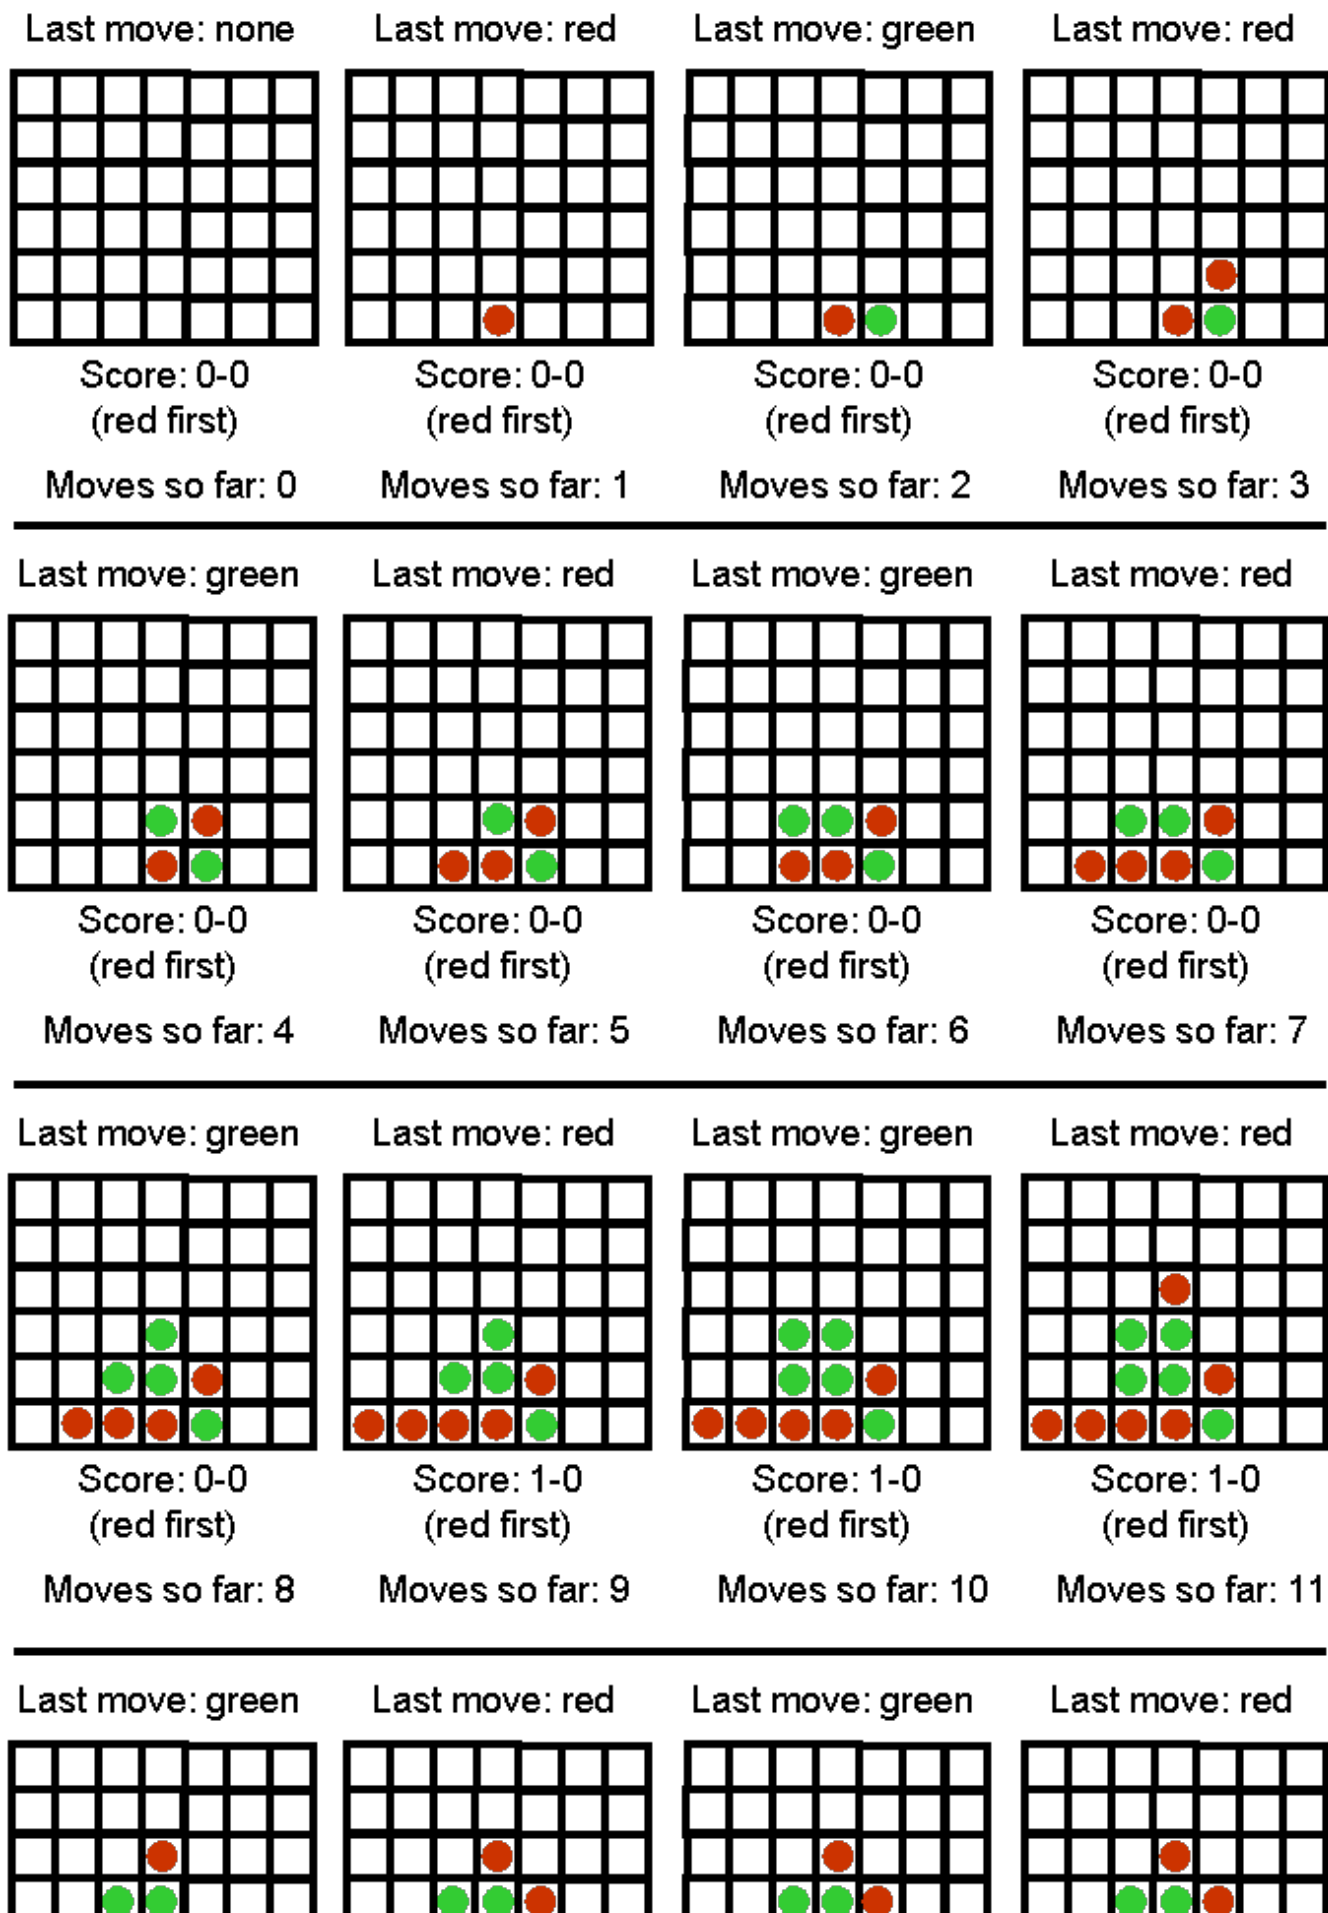 Last move: none Last move: red Last move: green Last move: red
Score: 0-0 Score: 0-0 Score: 0-0 Score: 0-0
(red first) (red first) (red first) (red first)
Moves so far: 0 Moves so far: 1 Moves so far: 2 Moves so far: 3
Last move: green Last move: red Last move: green Last move: red
Score: 0-0 Score: 0-0 Score: 0-0 Score: 0-0
(red first) (red first) (red first) (red first)
Moves so far: 4 Moves so far: 5 Moves so far: 6 Moves so far: 7
Last move: green Last move: red Last move: green Last move: red
Score: 0-0 Score: 1-0 Score: 1-0 Score: 1-0
(red first) (red first) (red first) (red first)
Moves so far: 8 Moves so far: 9 Moves so far: 10 Moves so far: 11
Last move: green Last move: red Last move: green Last move: red